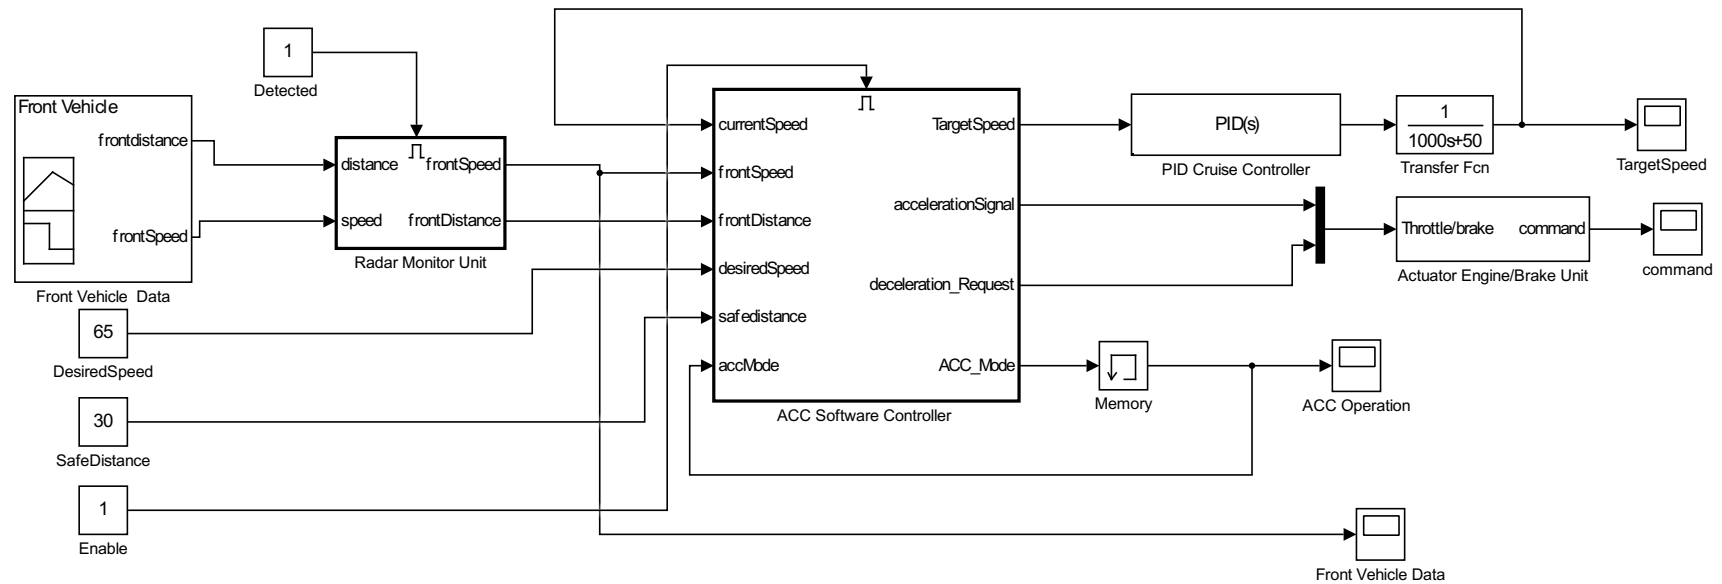 1
Detected
Front Vehicle
frontdistance
frontSpeed
Front Vehicle  Data
distance
frontSpeed
speed
frontDistance
Radar Monitor Unit
65
DesiredSpeed
30
SafeDistance
1
Enable
currentSpeed
TargetSpeed
frontSpeed
accelerationSignal
frontDistance
desiredSpeed
deceleration_Request
safedistance
accMode
ACC_Mode
ACC Software Controller
PID(s)
PID Cruise Controller
1
1000s+50
Transfer Fcn
TargetSpeed
Throttle/brake
command
Actuator Engine/Brake Unit
command
Memory
ACC Operation
Front Vehicle Data